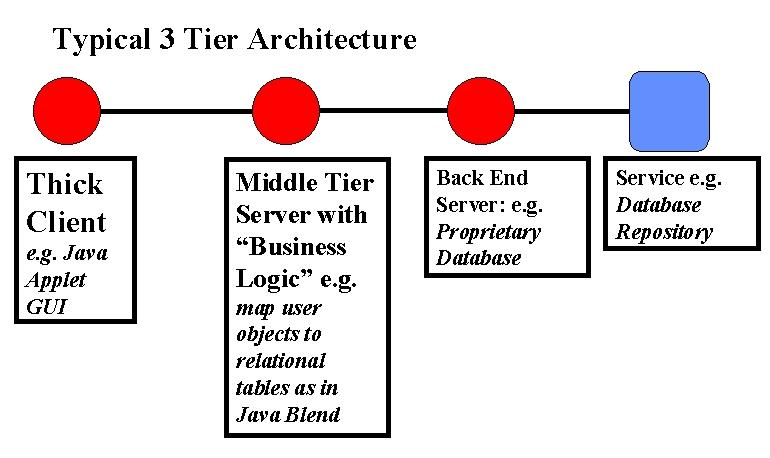 Typical 3 Tier Architecture
Thick
Client
e.g. Java
Applet
GUI
Middle Tier
Server with
“Business
Logic” e.g.
map user
objects to
relational
tables as in
Java Blend
Back End
Server: e.g.
Proprietary
Database
Service e.g.
Database
Repository